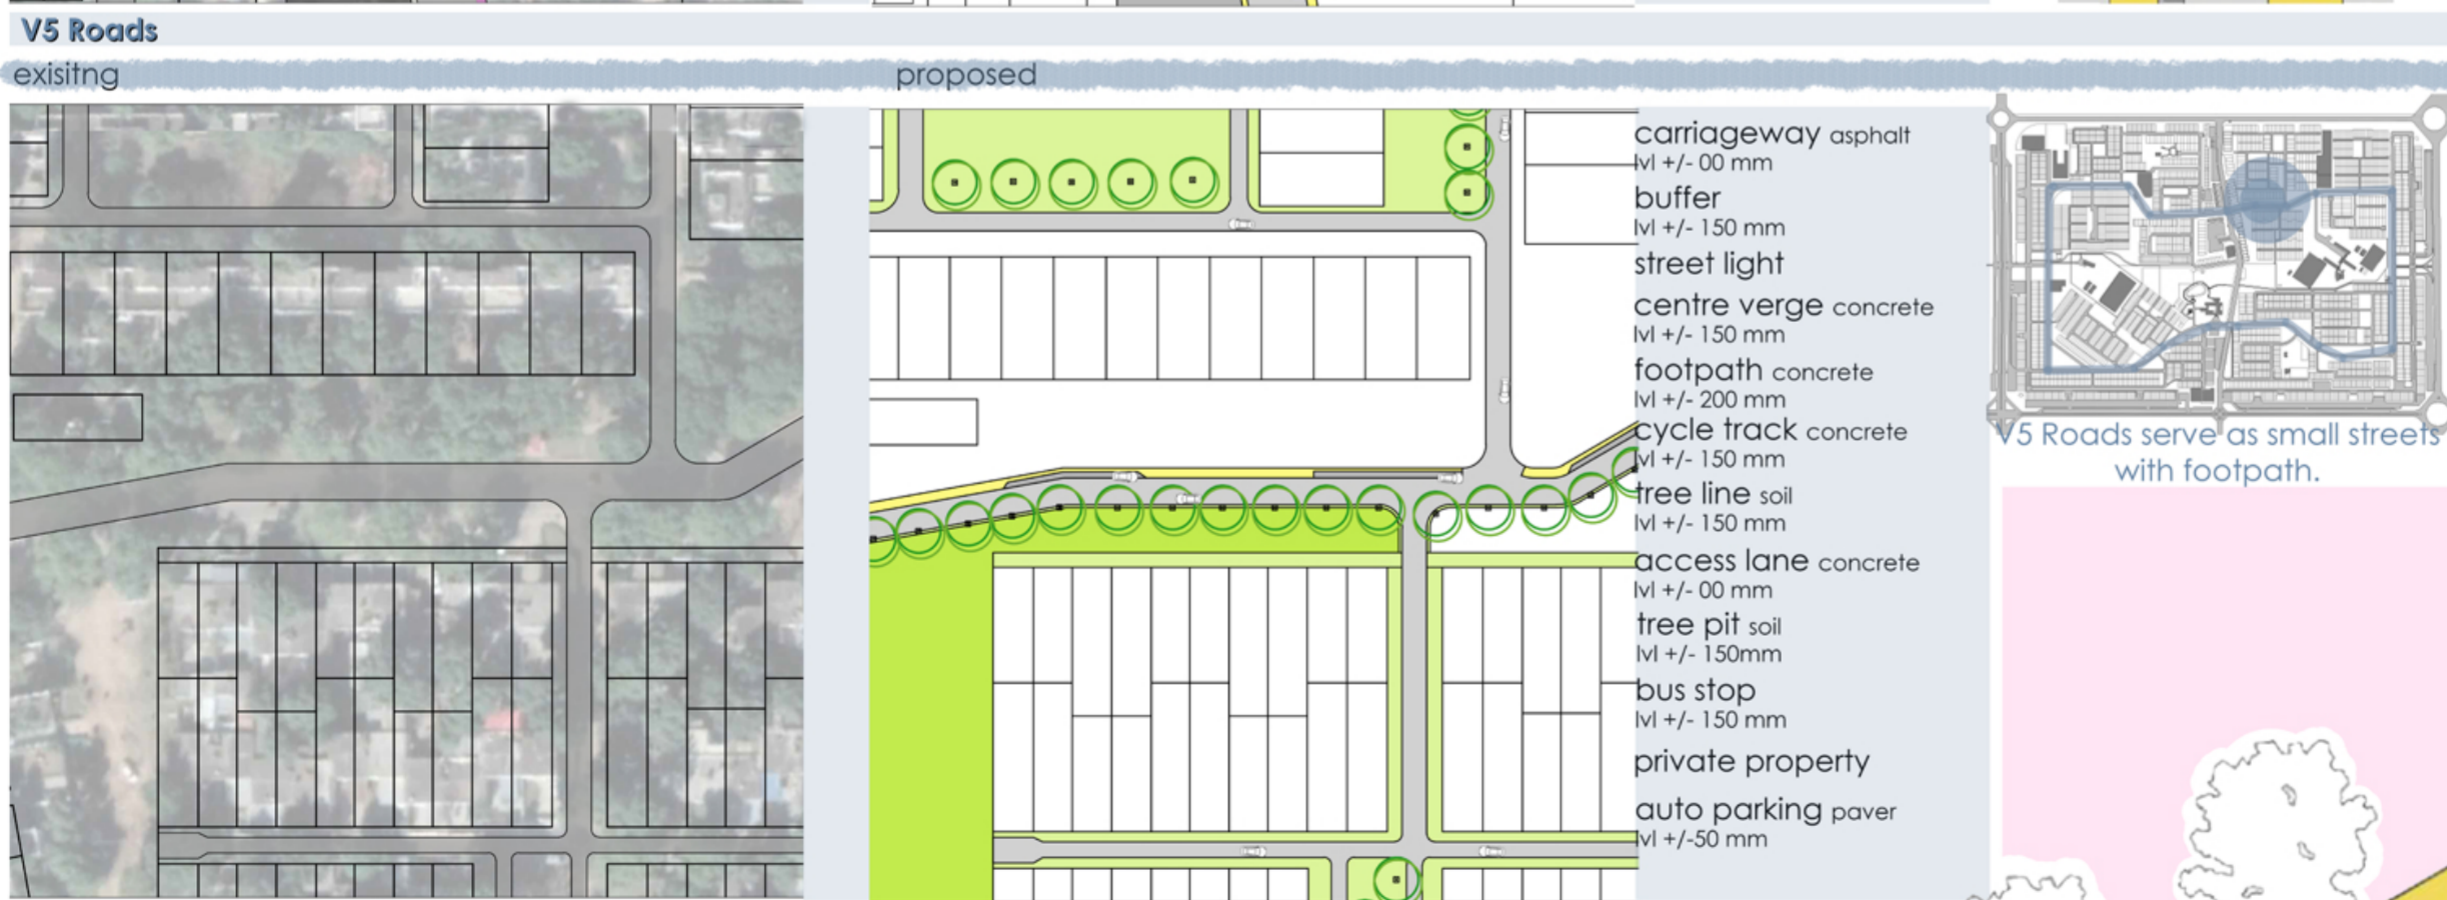 V5 Roads
exisitng
proposed
carriageway asphalt
lvl +/- 00 mm
buffer
lvl +/- 150 mm
street light
centre verge concrete
lvl +/- 150 mm
footpath concrete
lvl +/- 200 mm
cycle track concrete
lvl +/- 150 mm
tree line soil
lvl +/- 150 mm
access lane concrete
lvl +/- 00 mm
tree pit soil
lvl +/- 150mm
bus stop
lvl +/- 150 mm
private property
auto parking paver
lvl +/-50 mm
V5 Roads serve as small streets
with footpath.